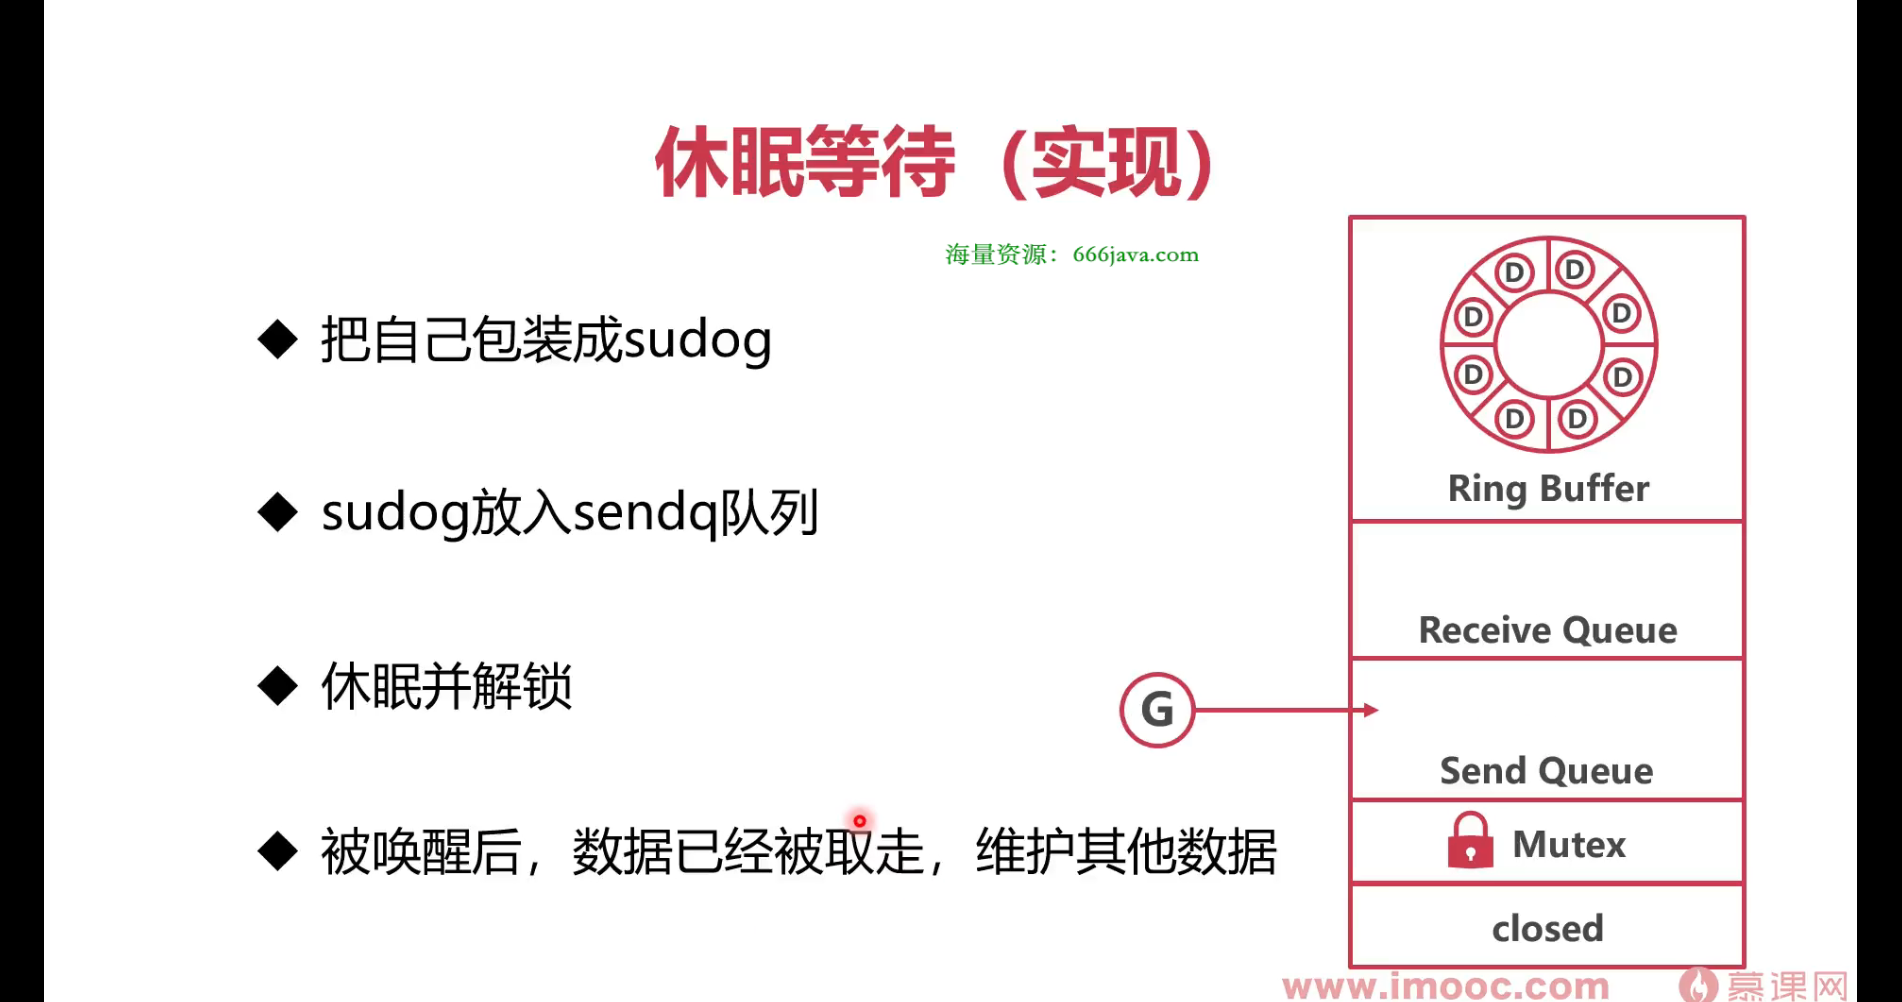 休眠等待（实现）
海量资源：666java.com
把自己包装成sudog
sudog放入sendq队列
休眠并解锁
被唤醒后，数据已经被取走，维护其他数据
D D
D D
D D
D D
Ring Buffer
Receive Queue
G
Send Queue
Mutex
closed
www.imooc.com 慕课网